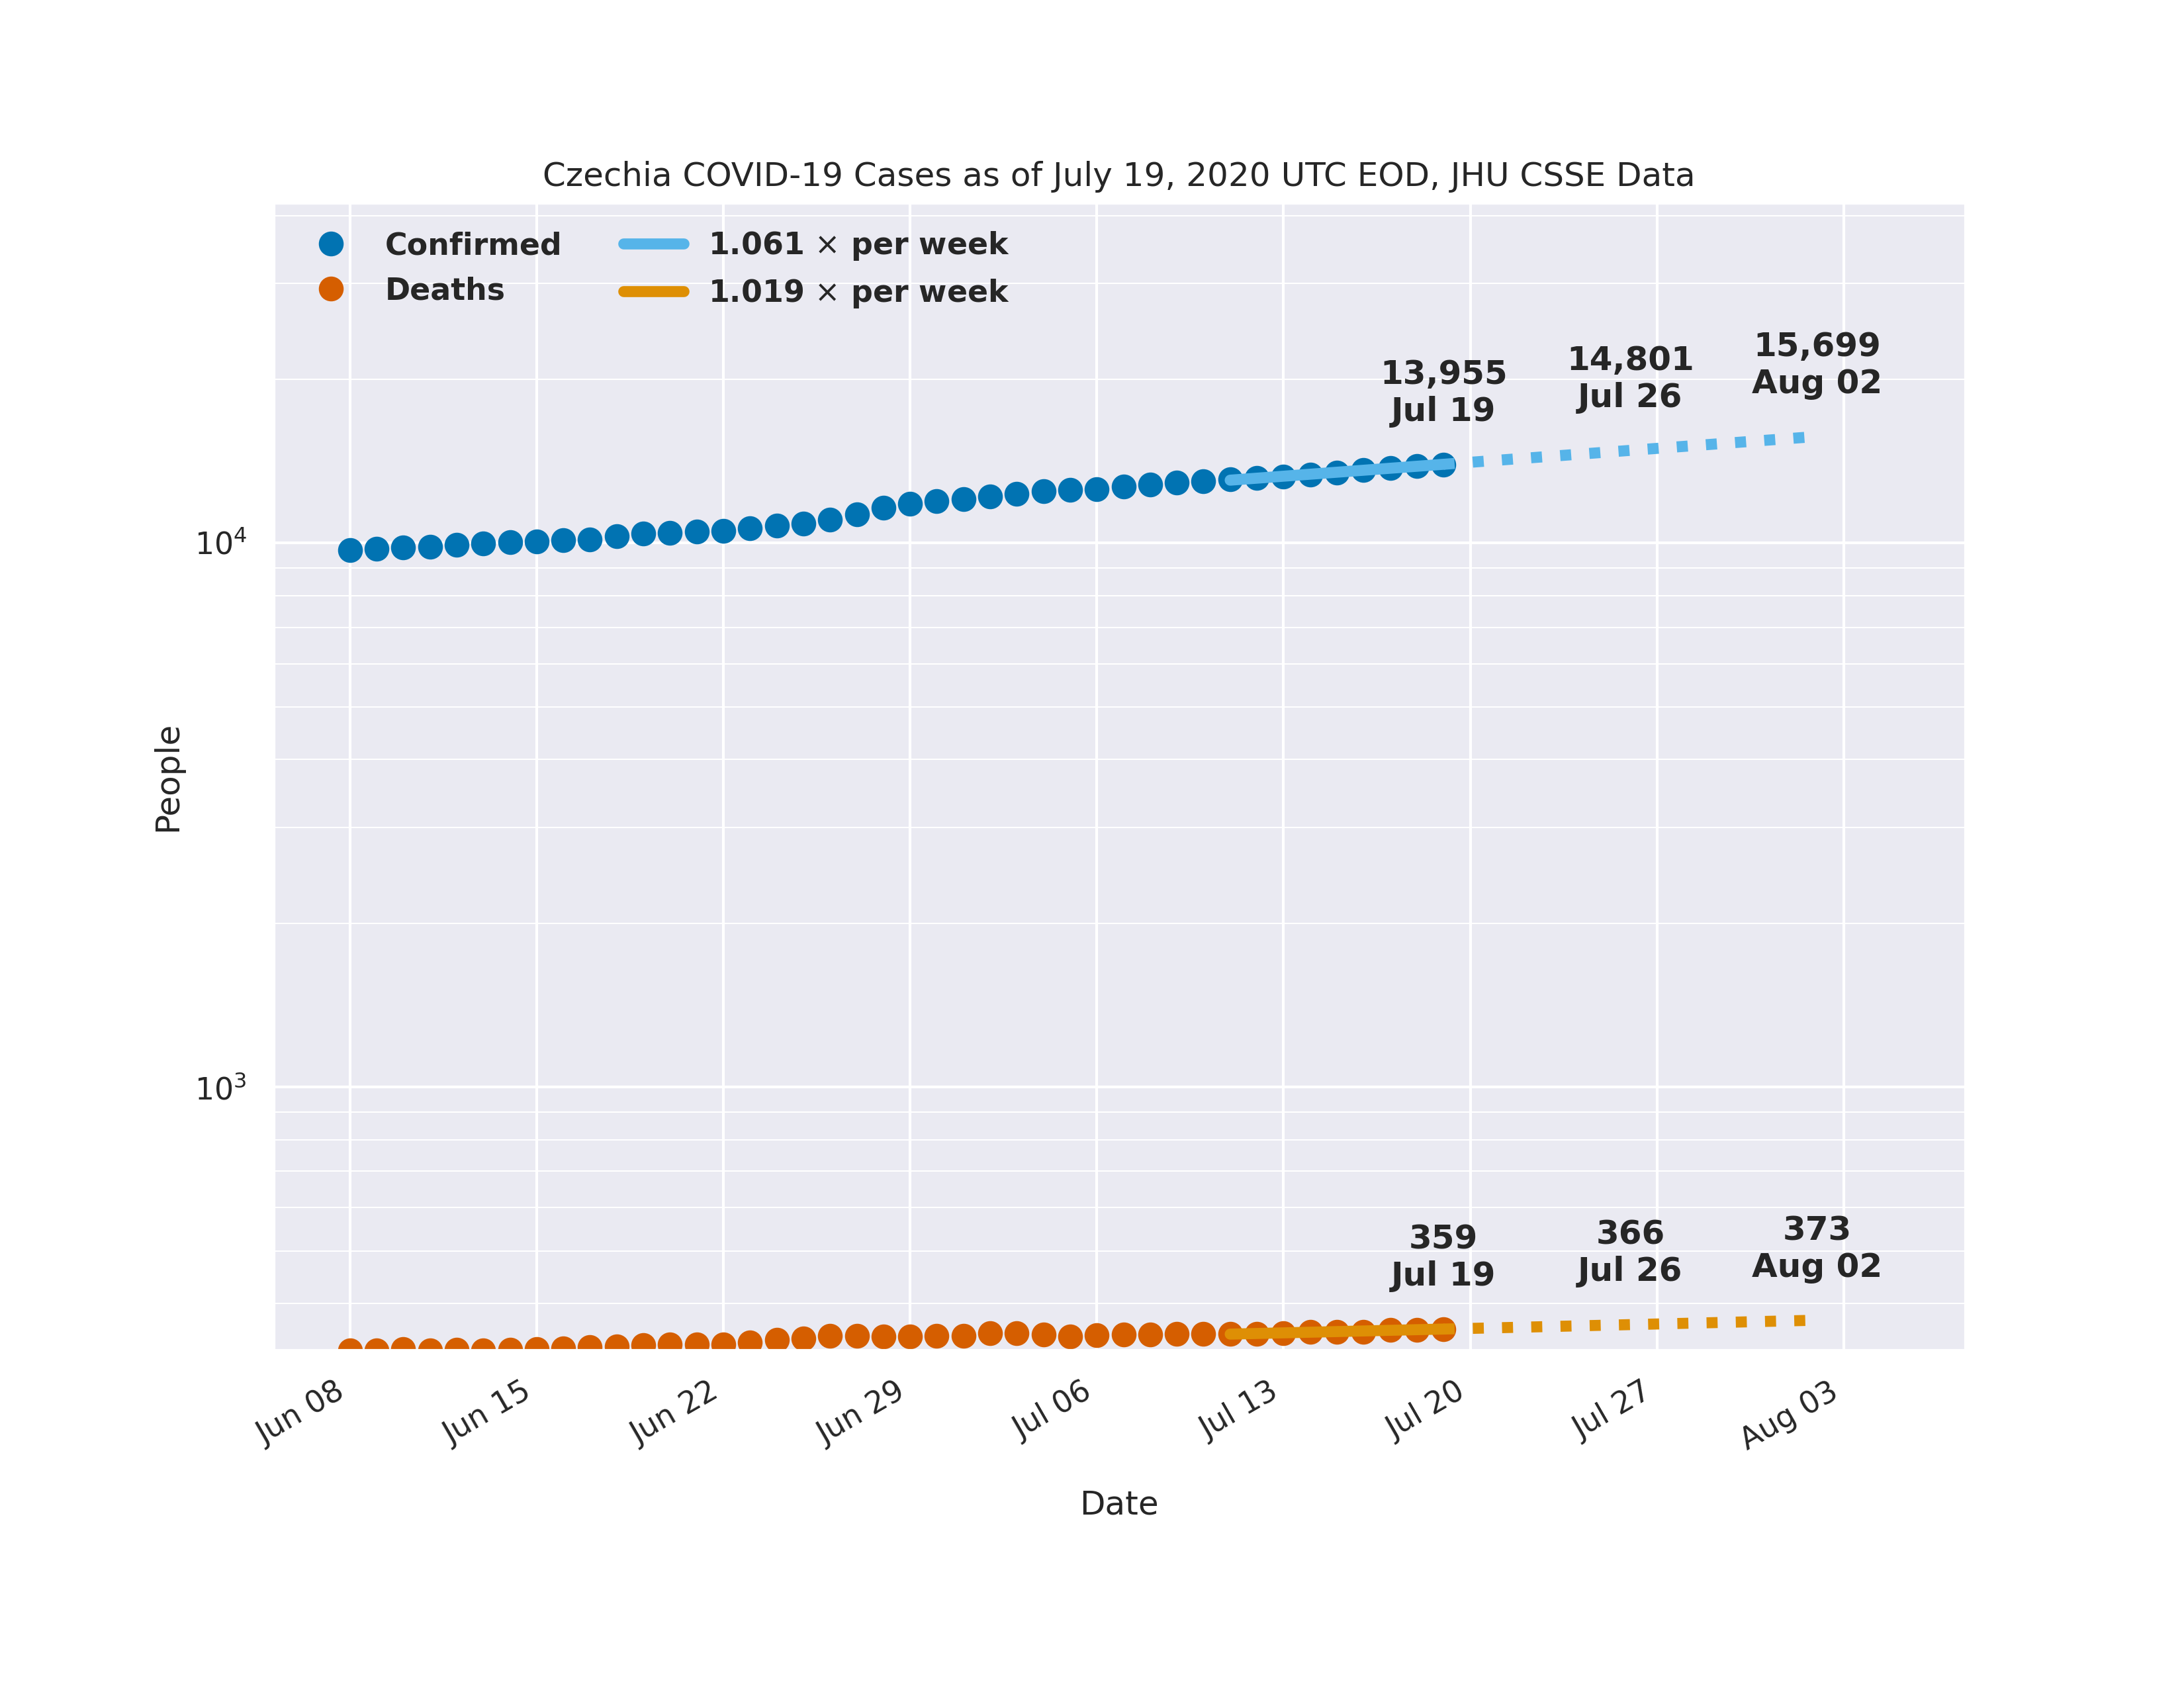 Czechia COVID-19 Cases as of July 19, 2020 UTC EOD, JHU CSSE Data
Confirmed
Deaths
1.061 × per week
1.019 × per week
13,955
Jul 19
14,801
Jul 26
15,699
Aug 02
10⁴
People
10³
359
Jul 19
366
Jul 26
373
Aug 02
Jun 08
Jun 15
Jun 22
Jun 29
Jul 06
Jul 13
Jul 20
Jul 27
Aug 03
Date